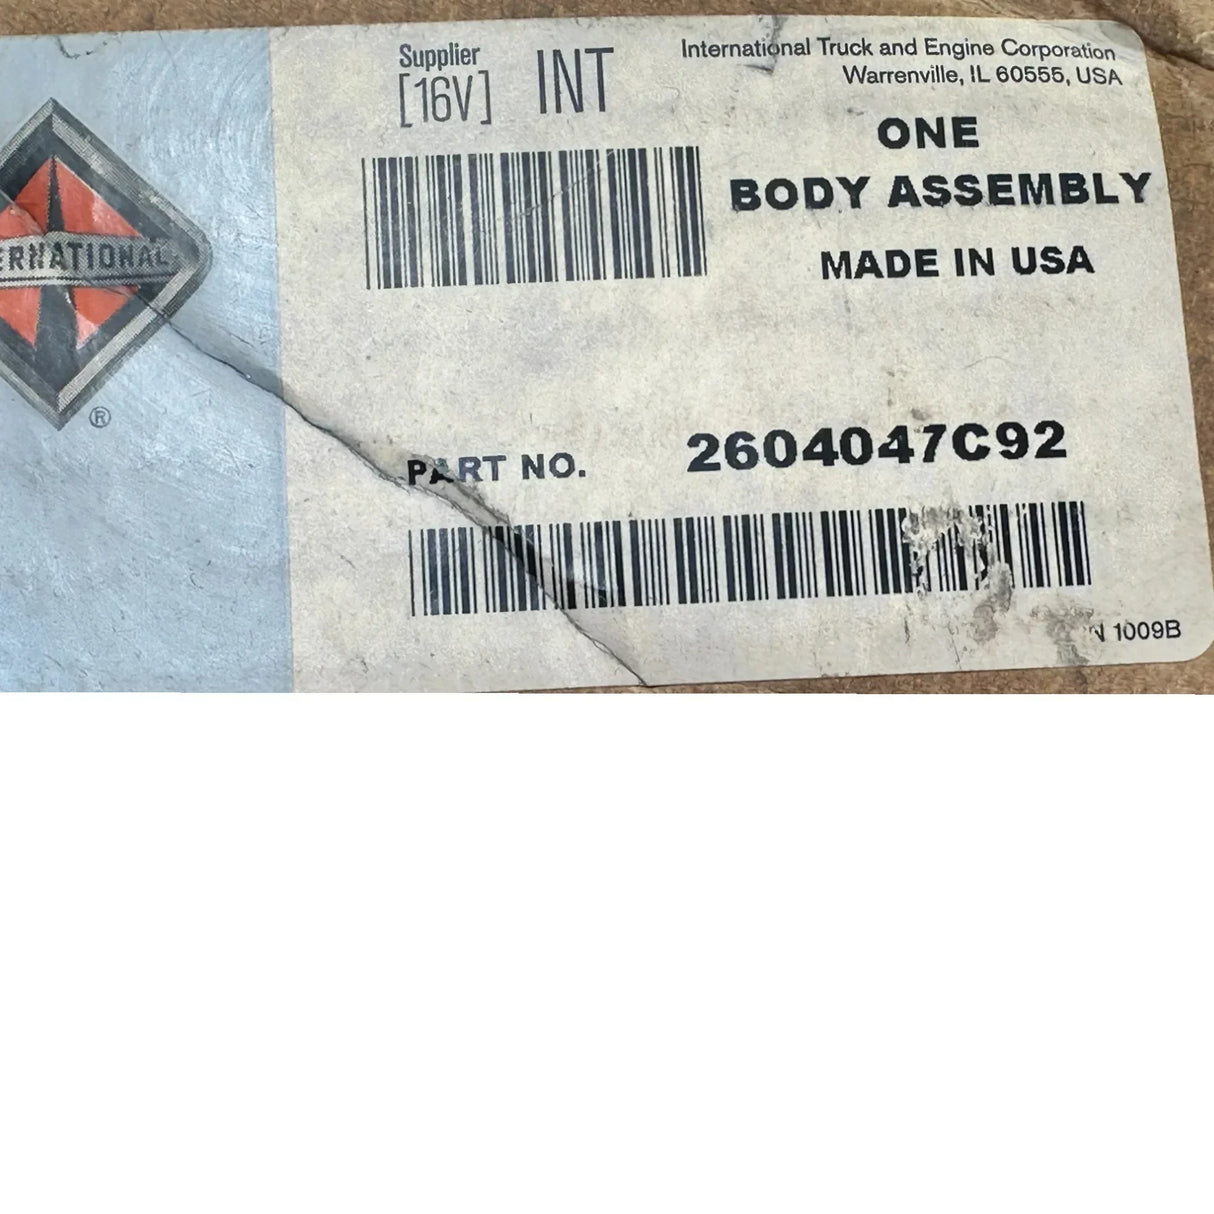 Supplier
[16V] INT
International Truck and Engine Corporation
Warrenville, IL 60555, USA
ONE
BODY ASSEMBLY
MADE IN USA
ERNATIONAL
®
PART NO. 2604047C92
N 1009B